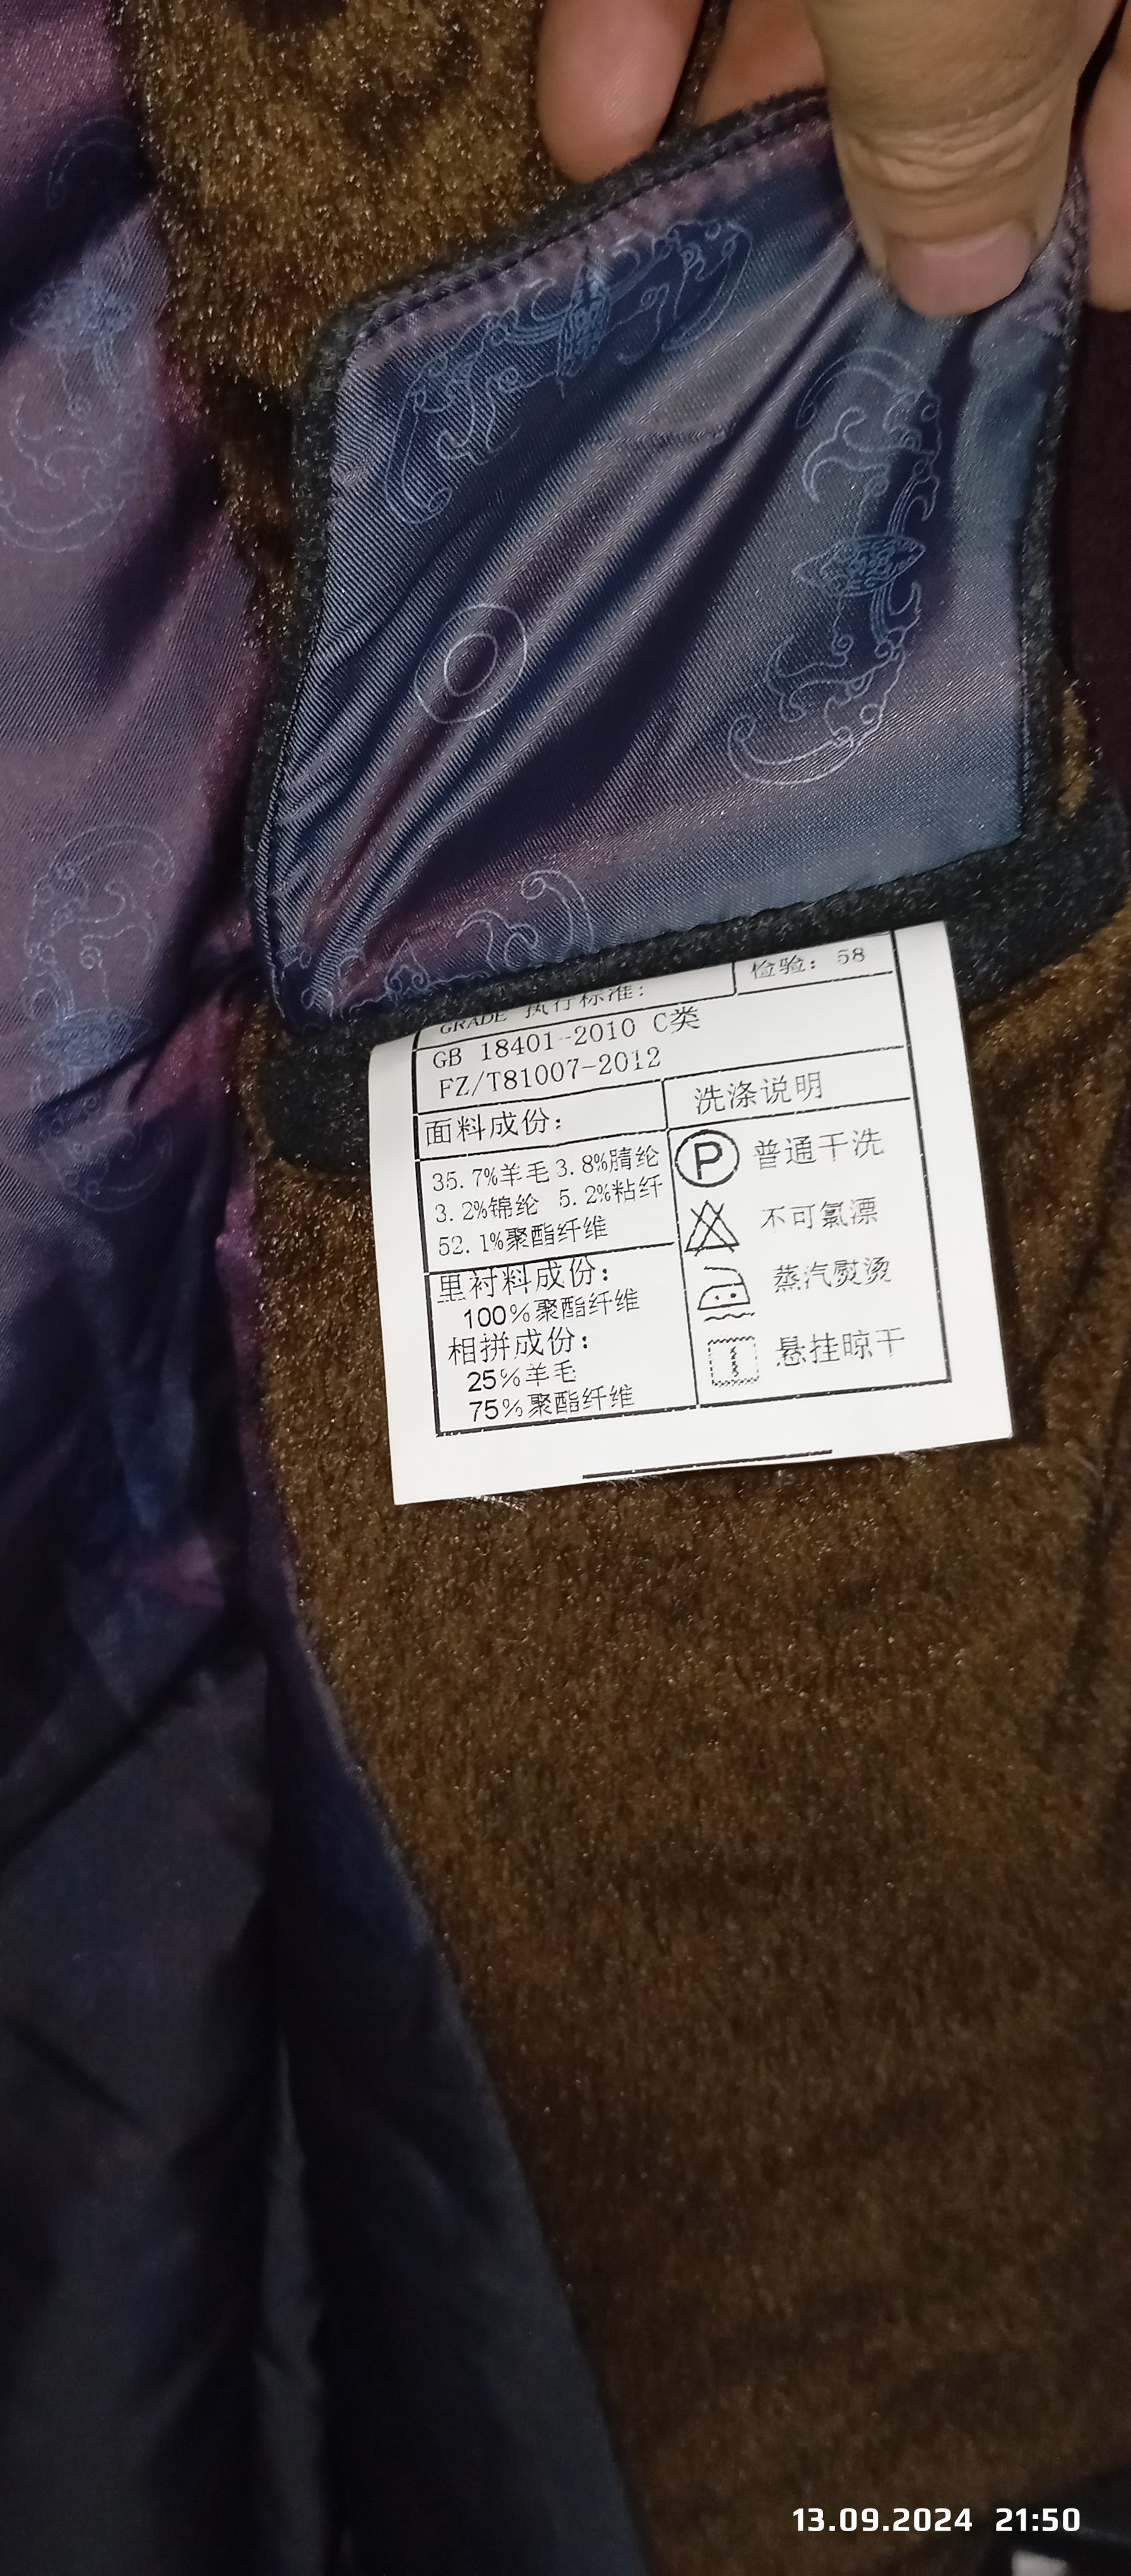 检验: 58
GRADE 执行标准:
GB 18401-2010 C类
FZ/T81007-2012
面料成份:
35.7%羊毛 3.8%腈纶
3.2%锦纶 5.2%粘纤
52.1%聚酯纤维
里衬料成份:
100%聚酯纤维
相拼成份:
25%羊毛
75%聚酯纤维
洗涤说明
P 普通干洗
不可氯漂
蒸汽熨烫
悬挂晾干
13.09.2024 21:50